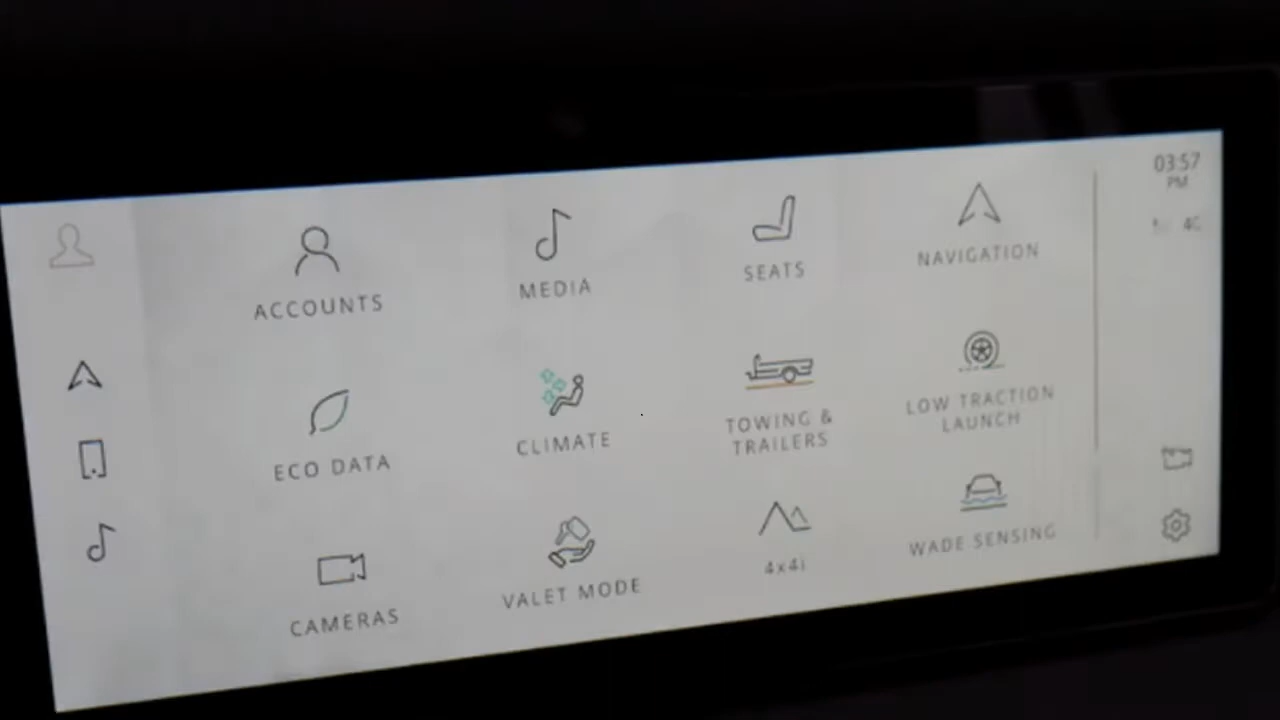 03:57
PM
4G
ACCOUNTS
MEDIA
SEATS
NAVIGATION
ECO DATA
CLIMATE
TOWING &
TRAILERS
LOW TRACTION
LAUNCH
CAMERAS
VALET MODE
4x4i
WADE SENSING